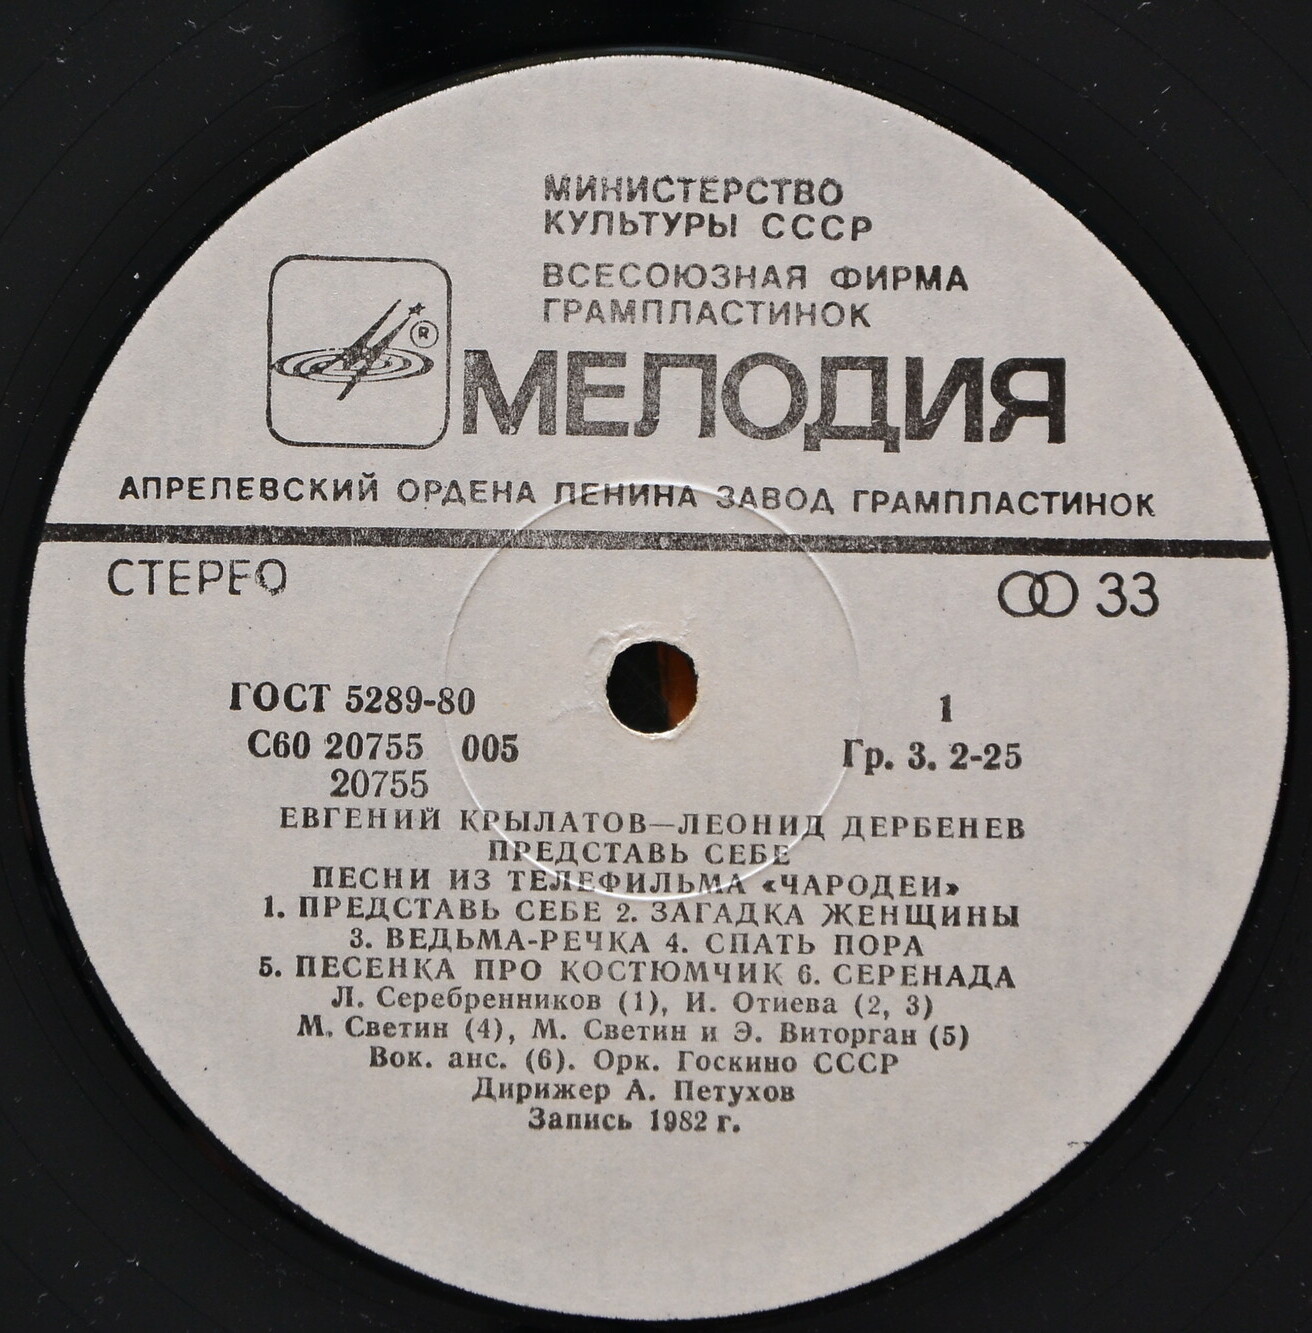 МИНИСТЕРСТВО
КУЛЬТУРЫ СССР
ВСЕСОЮЗНАЯ ФИРМА
ГРАМПЛАСТИНОК
®
МЕЛОДИЯ
АПРЕЛЕВСКИЙ ОРДЕНА ЛЕНИНА ЗАВОД ГРАМПЛАСТИНОК
СТЕРЕО
33
ГОСТ 5289-80
1
С60 20755 005
Гр. 3. 2-25
20755
ЕВГЕНИЙ КРЫЛАТОВ—ЛЕОНИД ДЕРБЕНЕВ
ПРЕДСТАВЬ СЕБЕ
ПЕСНИ ИЗ ТЕЛЕФИЛЬМА «ЧАРОДЕИ»
1. ПРЕДСТАВЬ СЕБЕ 2. ЗАГАДКА ЖЕНЩИНЫ
3. ВЕДЬМА-РЕЧКА 4. СПАТЬ ПОРА
5. ПЕСЕНКА ПРО КОСТЮМЧИК 6. СЕРЕНАДА
Л. Серебренников (1), И. Отиева (2, 3)
М. Светин (4), М. Светин и Э. Виторган (5)
Вок. анс. (6). Орк. Госкино СССР
Дирижер А. Петухов
Запись 1982 г.